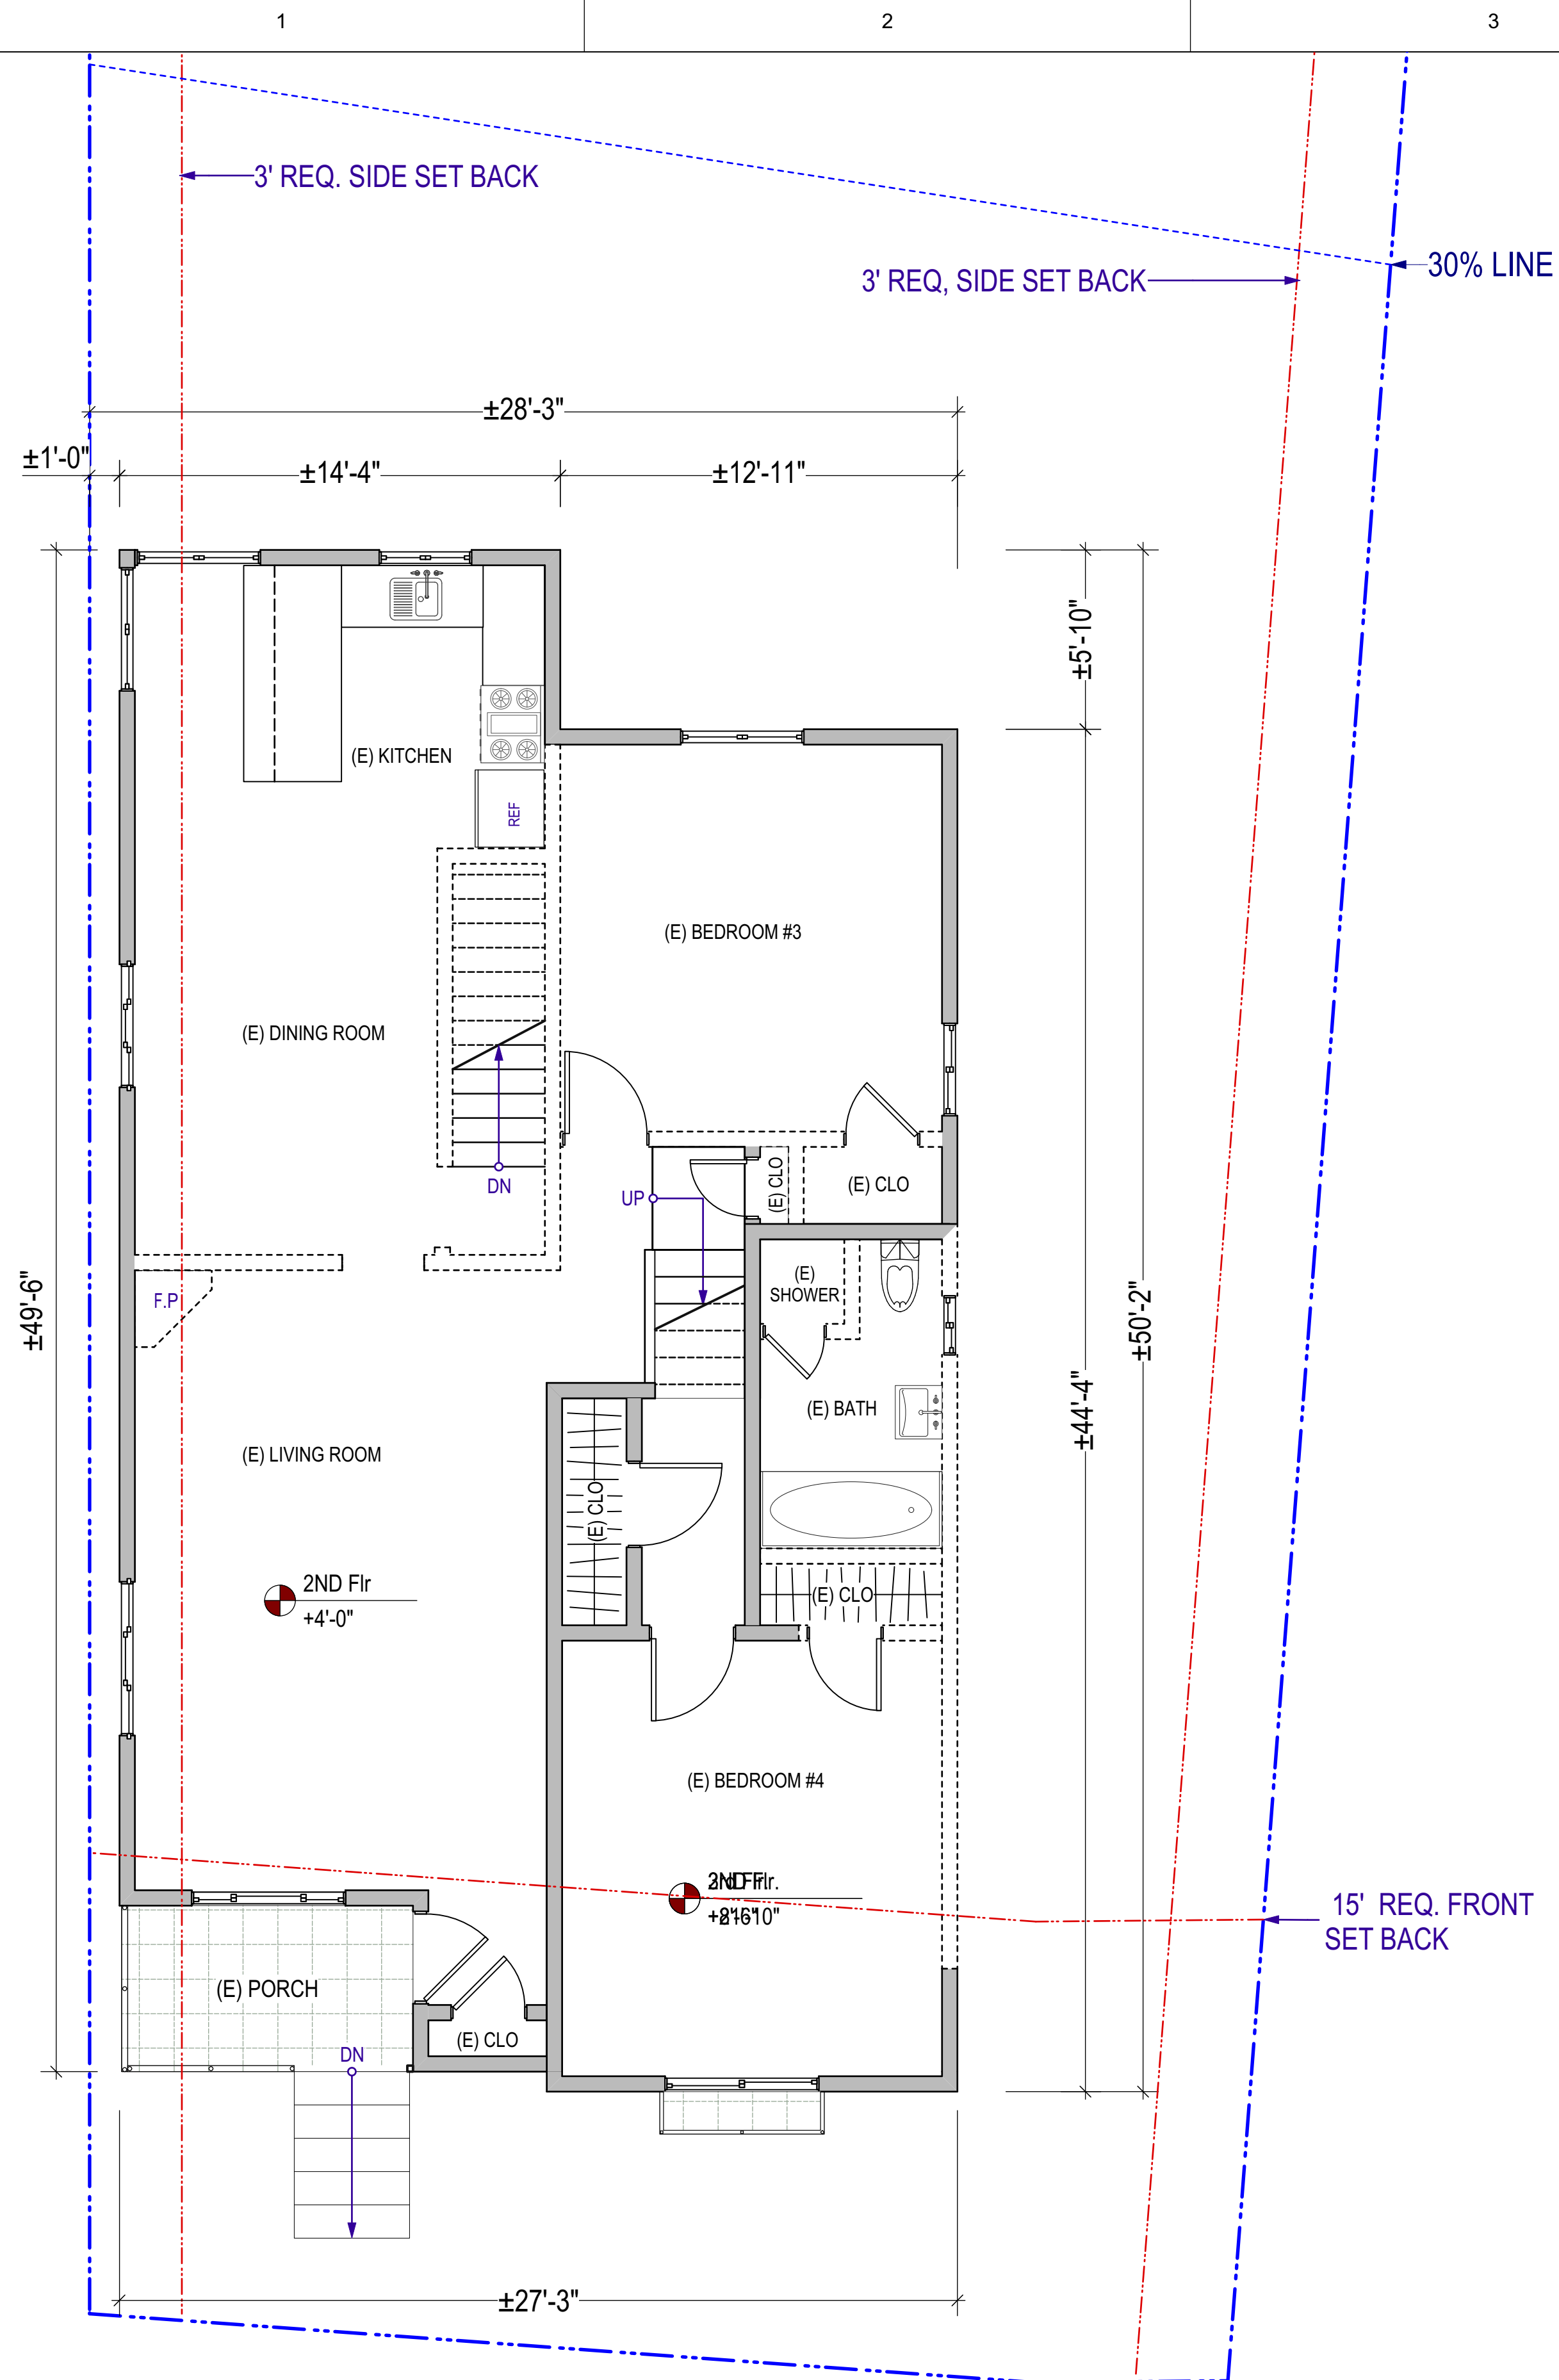 1
2
3
3' REQ. SIDE SET BACK
3' REQ, SIDE SET BACK
30% LINE
±28'-3"
±1'-0"
±14'-4"
±12'-11"
±5'-10"
(E) KITCHEN
REF
(E) BEDROOM #3
(E) DINING ROOM
DN
UP
(E) CLO
(E) CLO
F.P
(E)
SHOWER
±49'-6"
±50'-2"
±44'-4"
(E) BATH
(E) LIVING ROOM
(E) CLO
2ND Flr
+4'-0"
(E) CLO
(E) BEDROOM #4
15' REQ. FRONT
SET BACK
(E) PORCH
(E) CLO
DN
±27'-3"